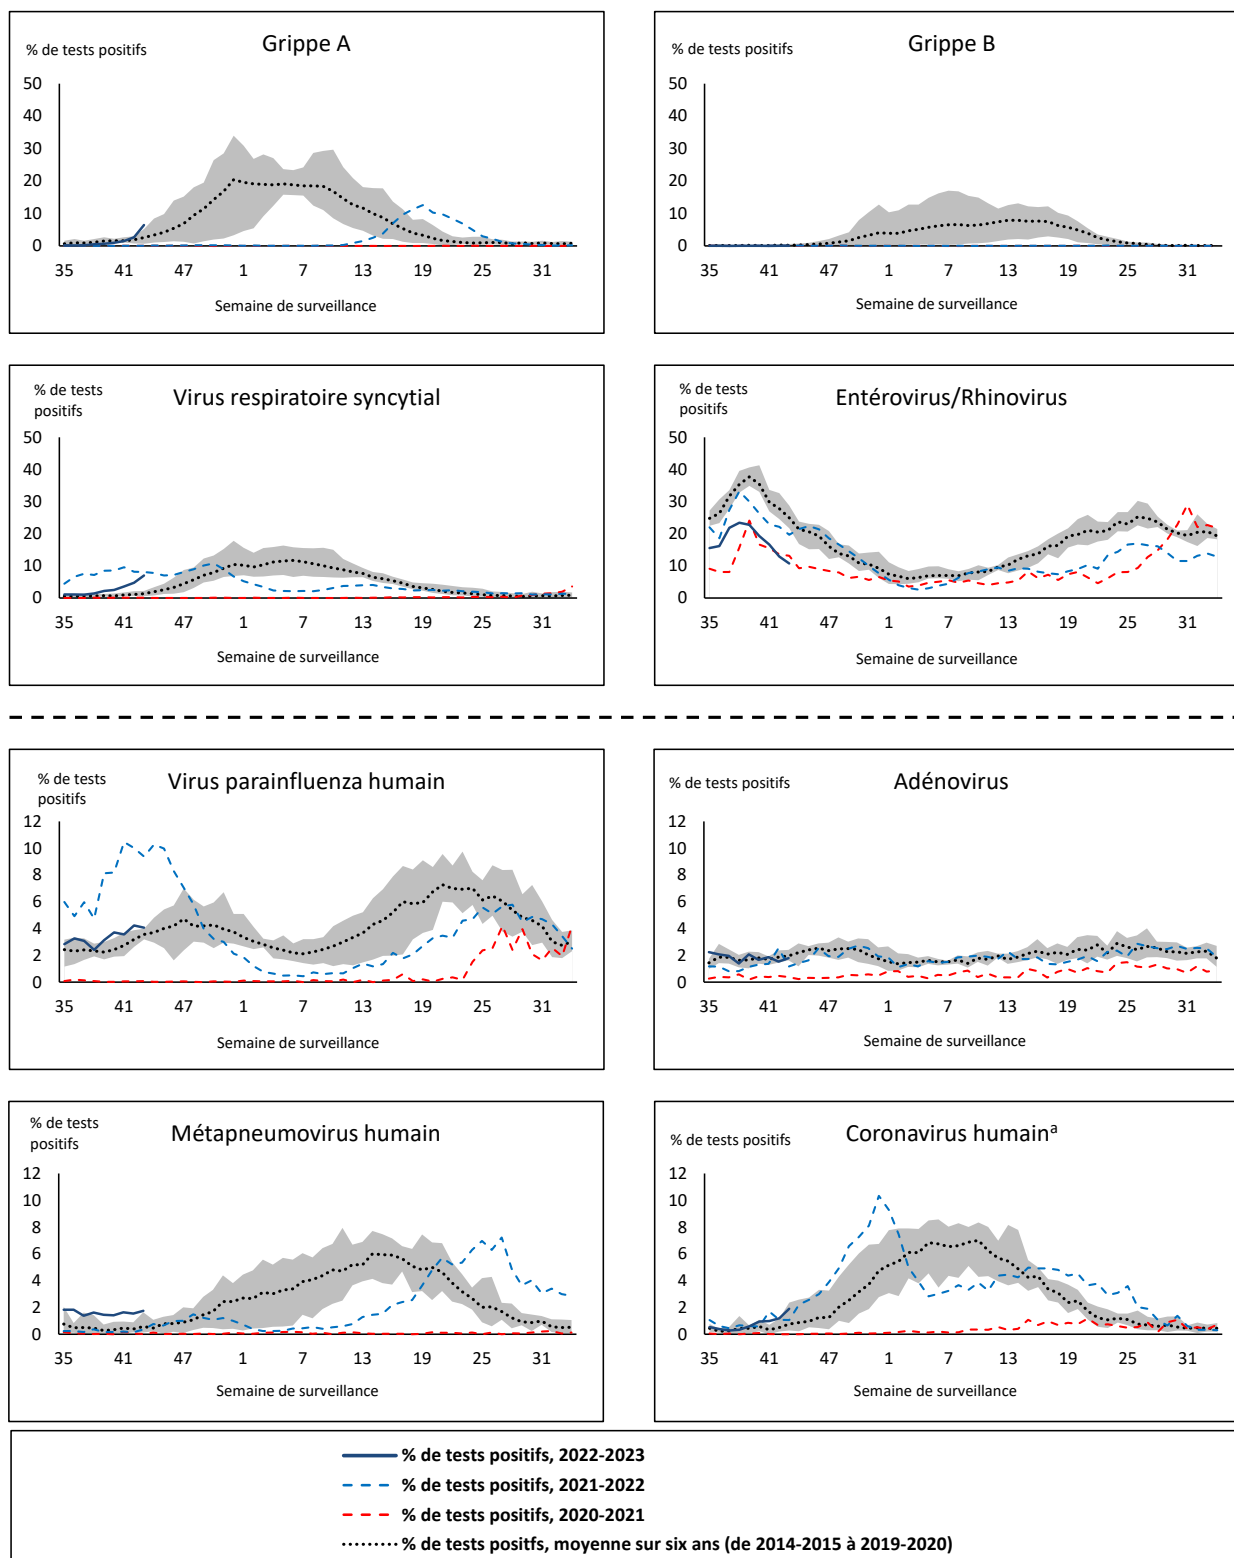 Grippe A
% de tests positifs
50
40
30
20
10
0
35 41 47 1 7 13 19 25 31
Semaine de surveillance
Grippe B
% de tests positifs
50
40
30
20
10
0
35 41 47 1 7 13 19 25 31
Semaine de surveillance
Virus respiratoire syncytial
% de tests
positifs
50
40
30
20
10
0
35 41 47 1 7 13 19 25 31
Semaine de surveillance
Entérovirus/Rhinovirus
% de tests
positifs
50
40
30
20
10
0
35 41 47 1 7 13 19 25 31
Semaine de surveillance
Virus parainfluenza humain
% de tests
positifs
12
10
8
6
4
2
0
35 41 47 1 7 13 19 25 31
Semaine de surveillance
Adénovirus
% de tests positifs
12
10
8
6
4
2
0
35 41 47 1 7 13 19 25 31
Semaine de surveillance
Métapneumovirus humain
% de tests
positifs
12
10
8
6
4
2
0
35 41 47 1 7 13 19 25 31
Semaine de surveillance
Coronavirus humainᵃ
% de tests positifs
12
10
8
6
4
2
0
35 41 47 1 7 13 19 25 31
Semaine de surveillance
% de tests positifs, 2022-2023
% de tests positifs, 2021-2022
% de tests positifs, 2020-2021
% de tests positfs, moyenne sur six ans (de 2014-2015 à 2019-2020)